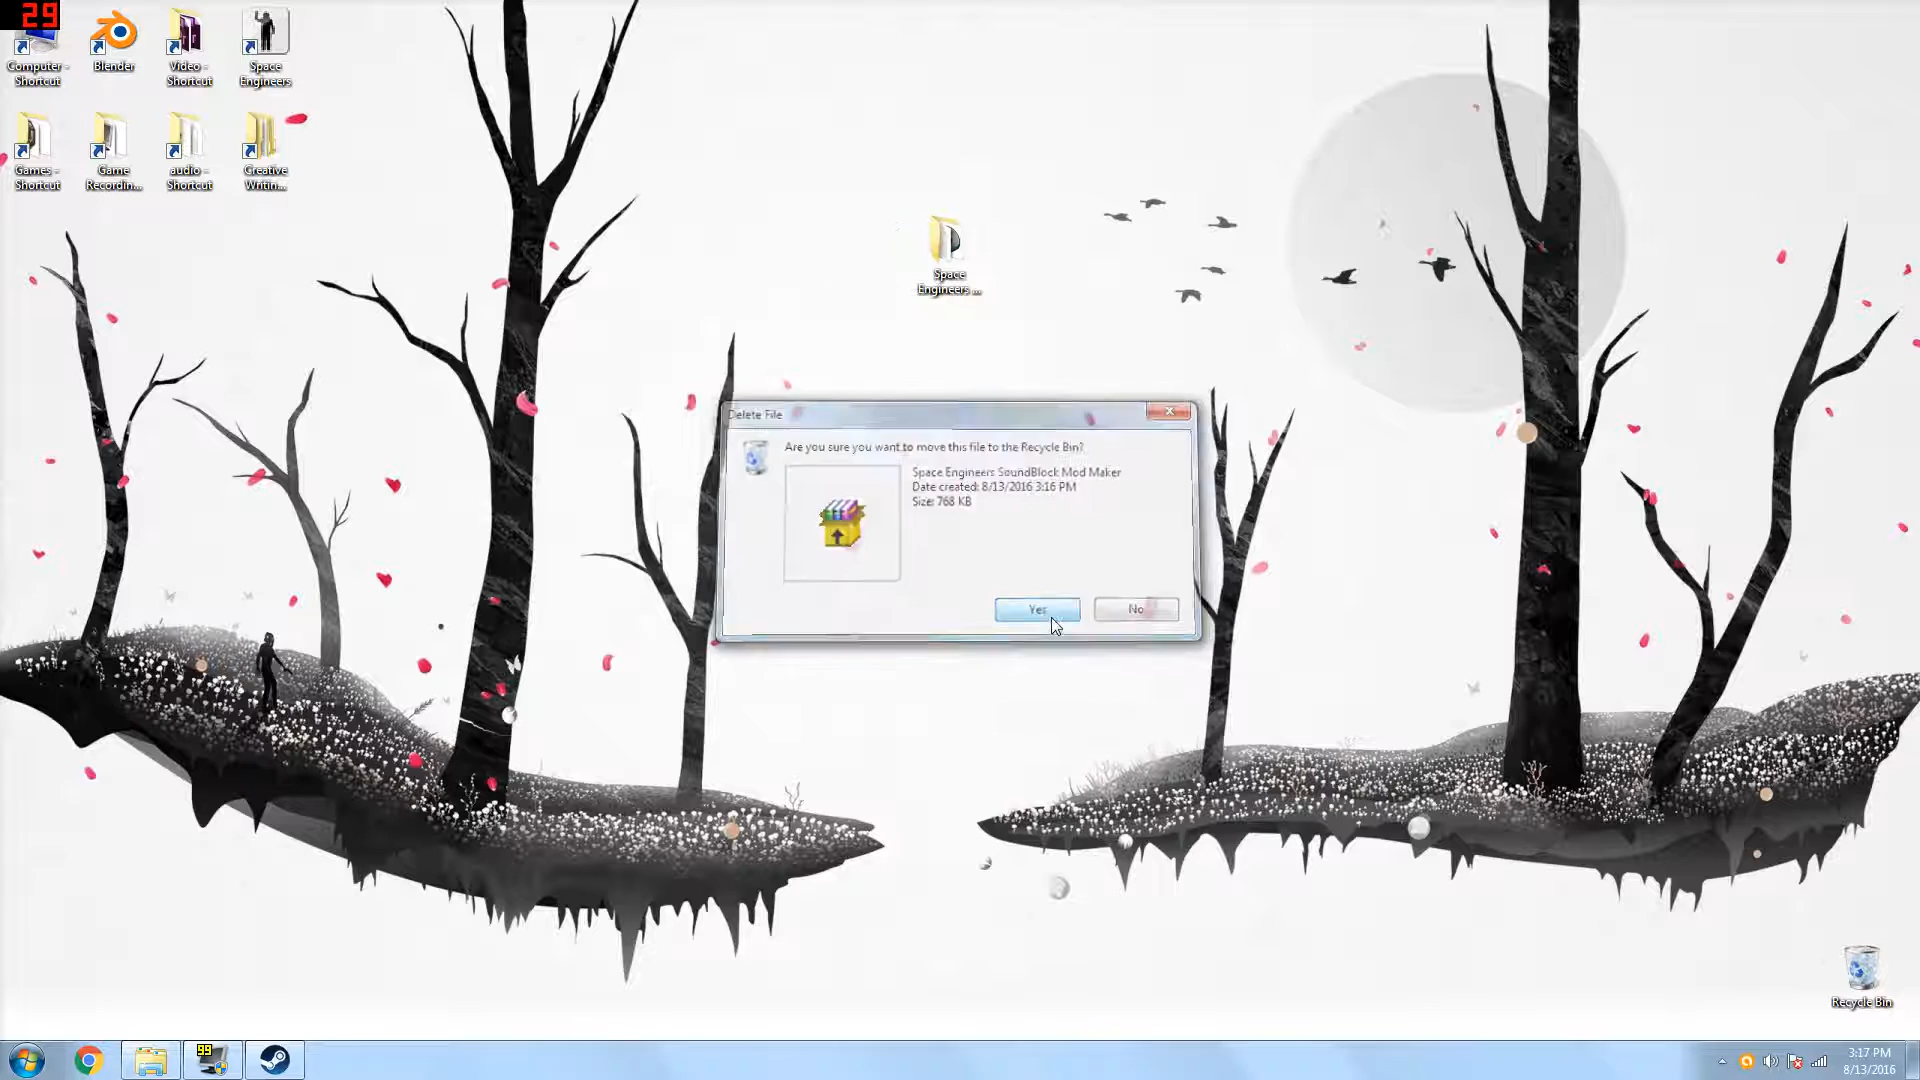 29
Computer -
Shortcut
Blender
Video -
Shortcut
Space
Engineers
Games -
Shortcut
Game
Recordin...
audio -
Shortcut
Creative
Writin...
Space
Engineers ...
Delete File
Are you sure you want to move this file to the Recycle Bin?
Space Engineers SoundBlock Mod Maker
Date created: 8/13/2016 3:16 PM
Size: 768 KB
Yes
No
Recycle Bin
99
3:17 PM
8/13/2016